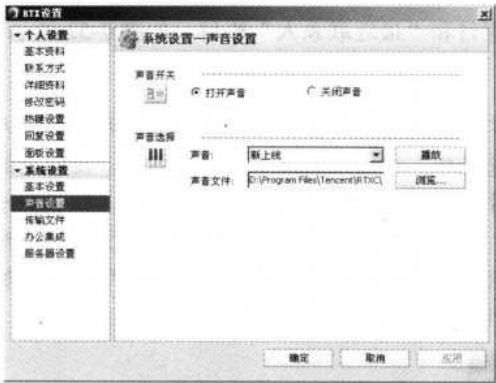 RTX设置
个人设置
基本资料
联系方式
详细资料
修改密码
热键设置
回复设置
面板设置
系统设置
基本设置
声音设置
传输文件
办公集成
服务器设置
系统设置—声音设置
声音开关
打开声音
关闭声音
声音选择
声音:
新上线
播放
声音文件:
D:\Program Files\Tencent\RTXC\
浏览...
确定
取消
应用